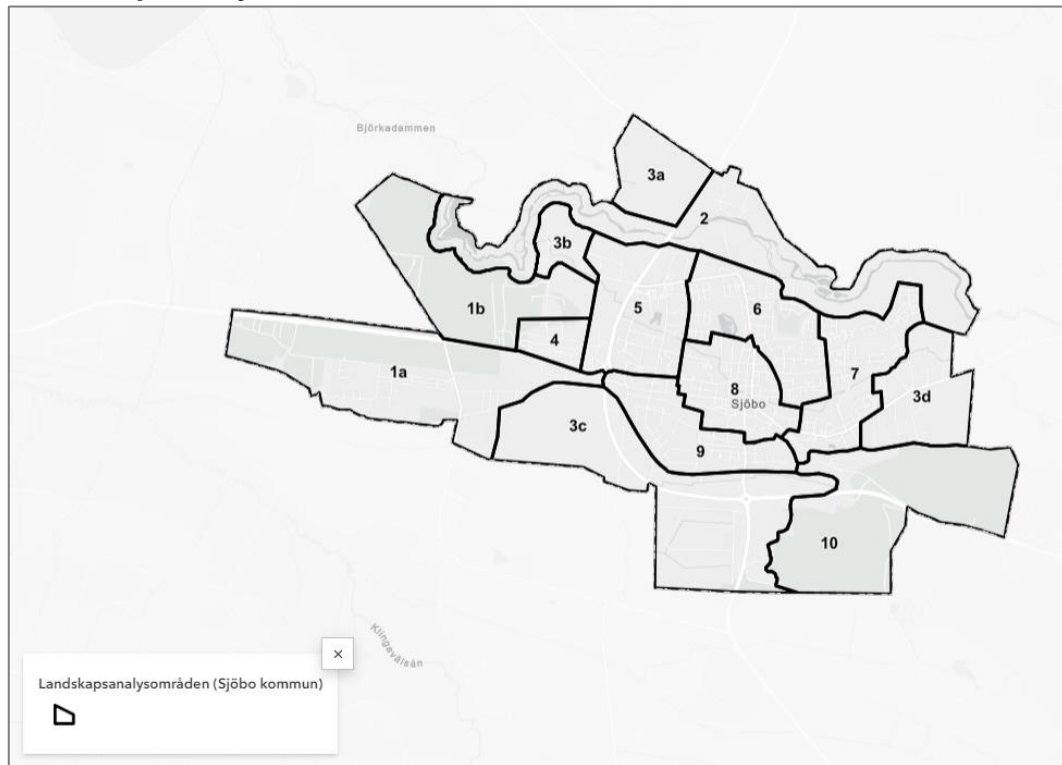 Björkadammen
3a
2
3b
1b
5
6
4
1a
7
8
Sjöbo
3d
3c
9
10
Klingavälsån
×
Landskapsanalysområden (Sjöbo kommun)